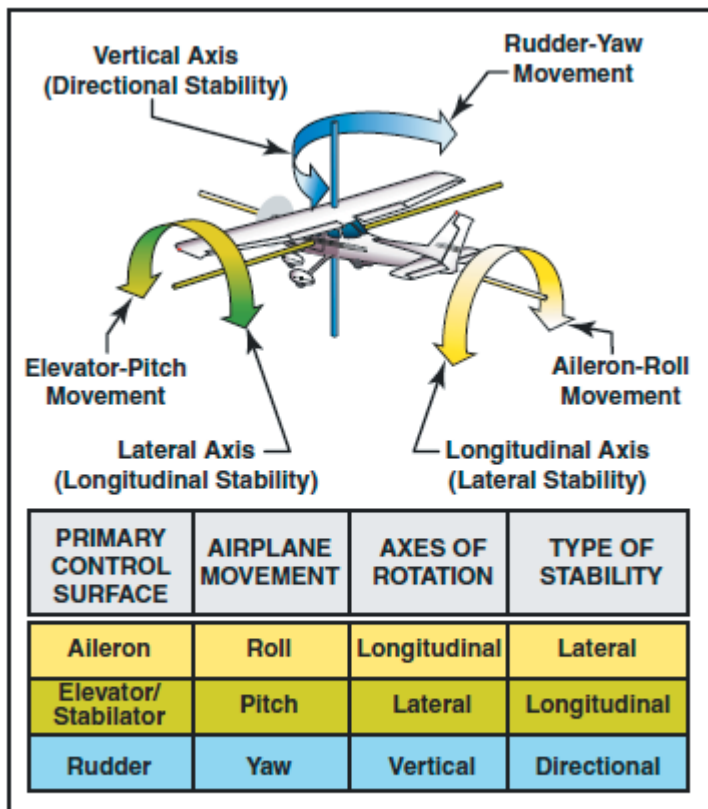 Vertical Axis
(Directional Stability)
Rudder-Yaw
Movement
Elevator-Pitch
Movement
Aileron-Roll
Movement
Lateral Axis
(Longitudinal Stability)
Longitudinal Axis
(Lateral Stability)
PRIMARY
CONTROL
SURFACE
AIRPLANE
MOVEMENT
AXES OF
ROTATION
TYPE OF
STABILITY
Aileron
Roll
Longitudinal
Lateral
Elevator/
Stabilator
Pitch
Lateral
Longitudinal
Rudder
Yaw
Vertical
Directional